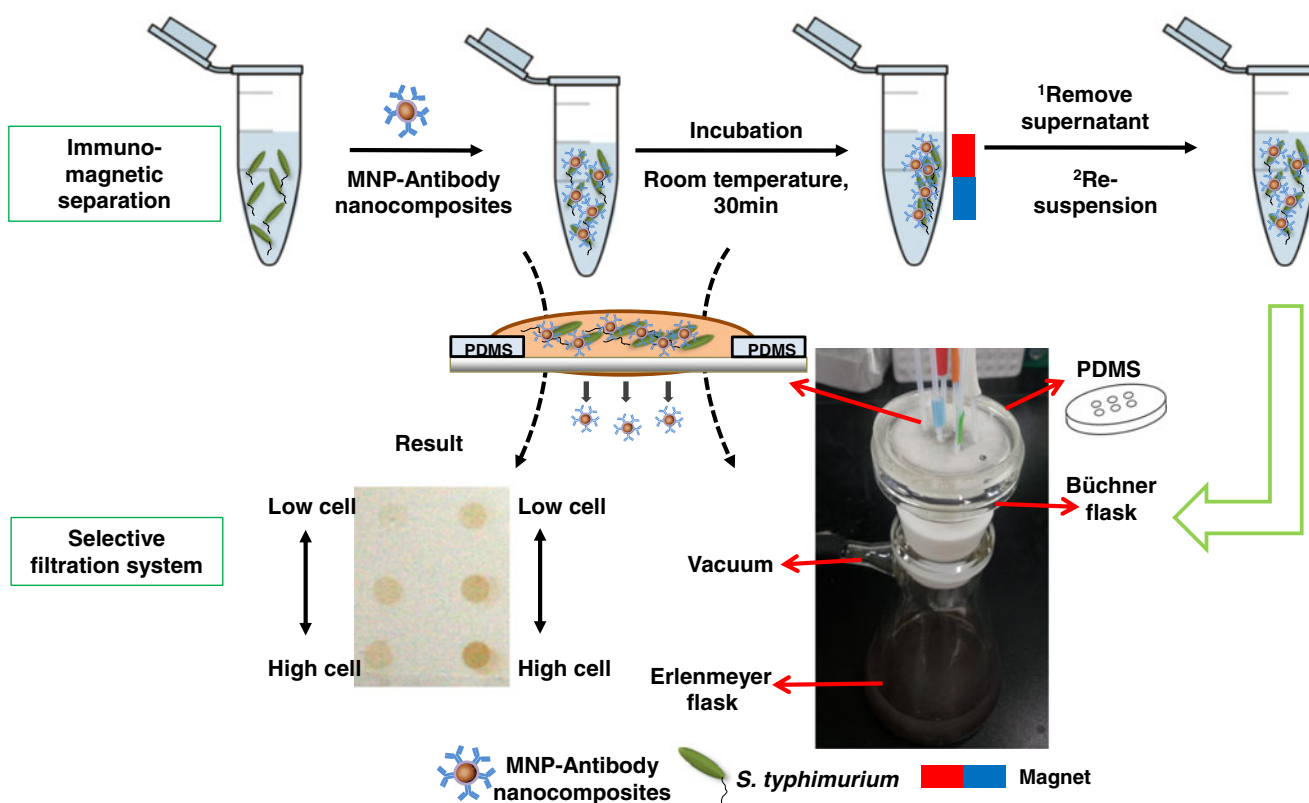 Immuno-
magnetic
separation
MNP-Antibody
nanocomposites
Incubation
Room temperature,
30min
¹Remove
supernatant
²Re-
suspension
PDMS
PDMS
PDMS
Result
Büchner
flask
Low cell
Low cell
Selective
filtration system
Vacuum
High cell
High cell
Erlenmeyer
flask
MNP-Antibody
nanocomposites
S. typhimurium
Magnet